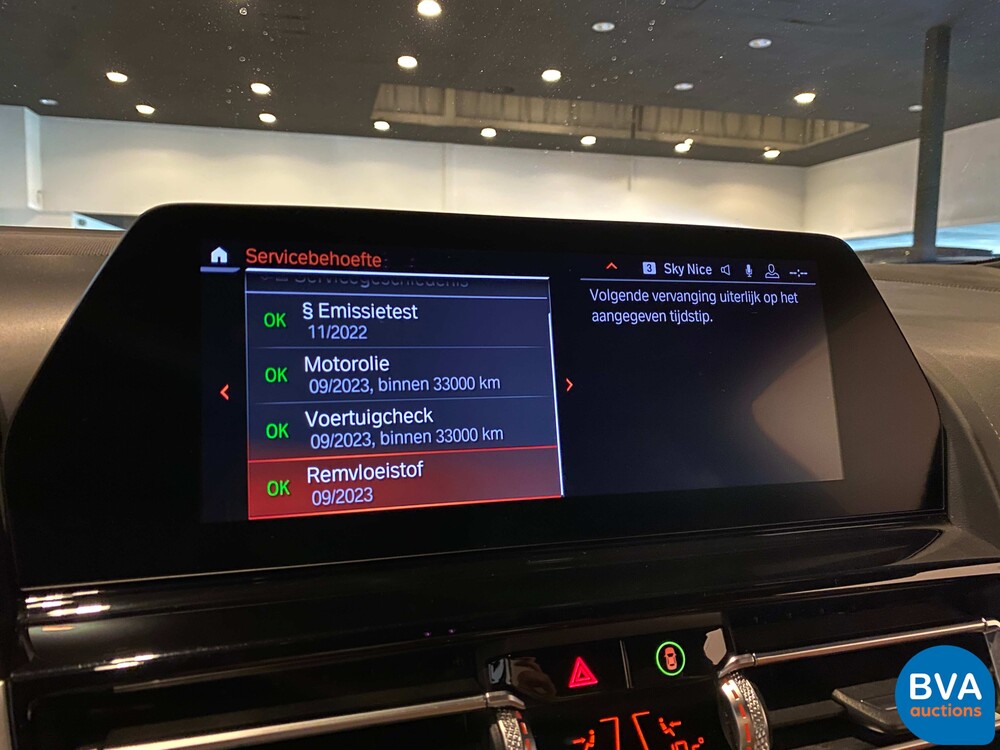 Servicebehoefte
3 Sky Nice --:--
Servicegeschiedenis
OK § Emissietest
11/2022
OK Motorolie
09/2023, binnen 33000 km
OK Voertuigcheck
09/2023, binnen 33000 km
OK Remvloeistof
09/2023
Volgende vervanging uiterlijk op het
aangegeven tijdstip.
BVA
auctions